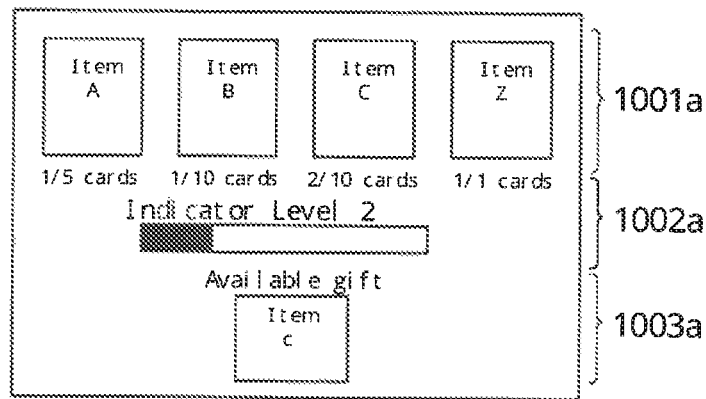 Item Item Item Item
A B C Z
1001a
1/5 cards 1/10 cards 2/10 cards 1/1 cards
Indicator Level 2
1002a
Available gift
Item
c
1003a